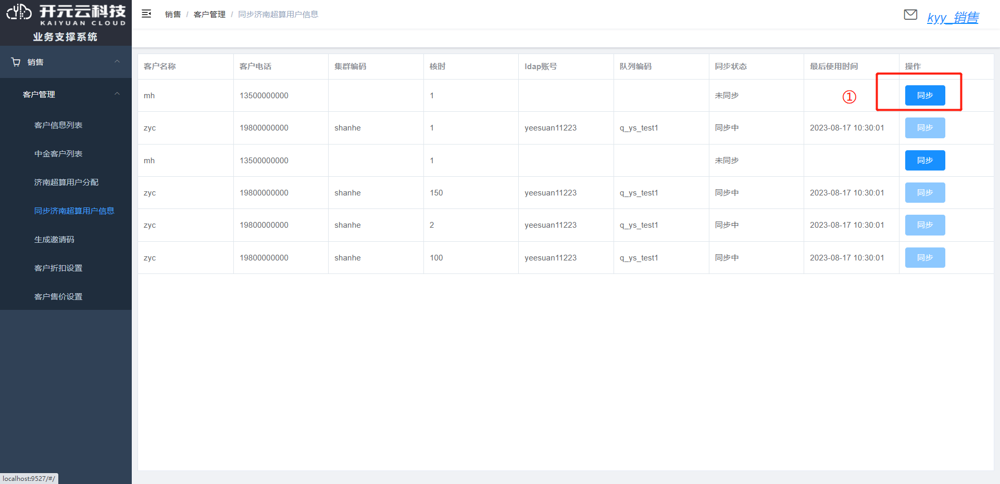 开元云科技
KAIYUAN CLOUD
业务支撑系统
销售 / 客户管理 / 同步济南超算用户信息
kyy_销售
销售
客户管理
客户信息列表
中金客户列表
济南超算用户分配
同步济南超算用户信息
生成邀请码
客户折扣设置
客户售价设置
客户名称 客户电话 集群编码 核时 ldap账号 队列编码 同步状态 最后使用时间 操作
mh 13500000000 1 未同步 ① 同步
zyc 19800000000 shanhe 1 yeesuan11223 q_ys_test1 同步中 2023-08-17 10:30:01 同步
mh 13500000000 1 未同步 同步
zyc 19800000000 shanhe 150 yeesuan11223 q_ys_test1 同步中 2023-08-17 10:30:01 同步
zyc 19800000000 shanhe 2 yeesuan11223 q_ys_test1 同步中 2023-08-17 10:30:01 同步
zyc 19800000000 shanhe 100 yeesuan11223 q_ys_test1 同步中 2023-08-17 10:30:01 同步
localhost:9527/#/